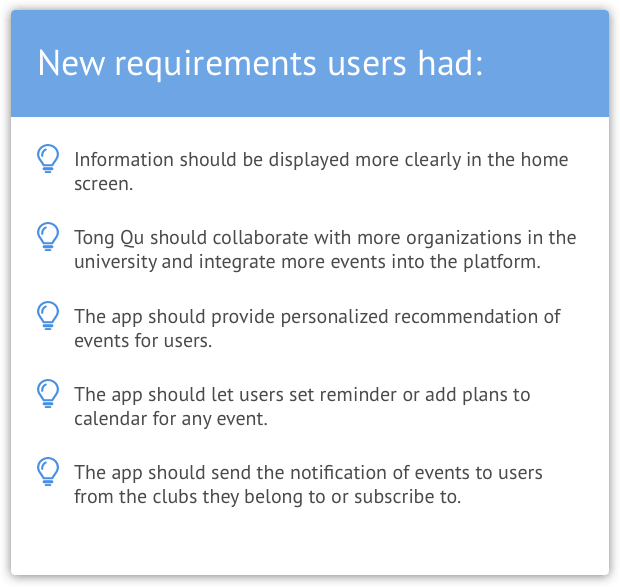 New requirements users had:
Information should be displayed more clearly in the home
screen.
Tong Qu should collaborate with more organizations in the
university and integrate more events into the platform.
The app should provide personalized recommendation of
events for users.
The app should let users set reminder or add plans to
calendar for any event.
The app should send the notification of events to users
from the clubs they belong to or subscribe to.